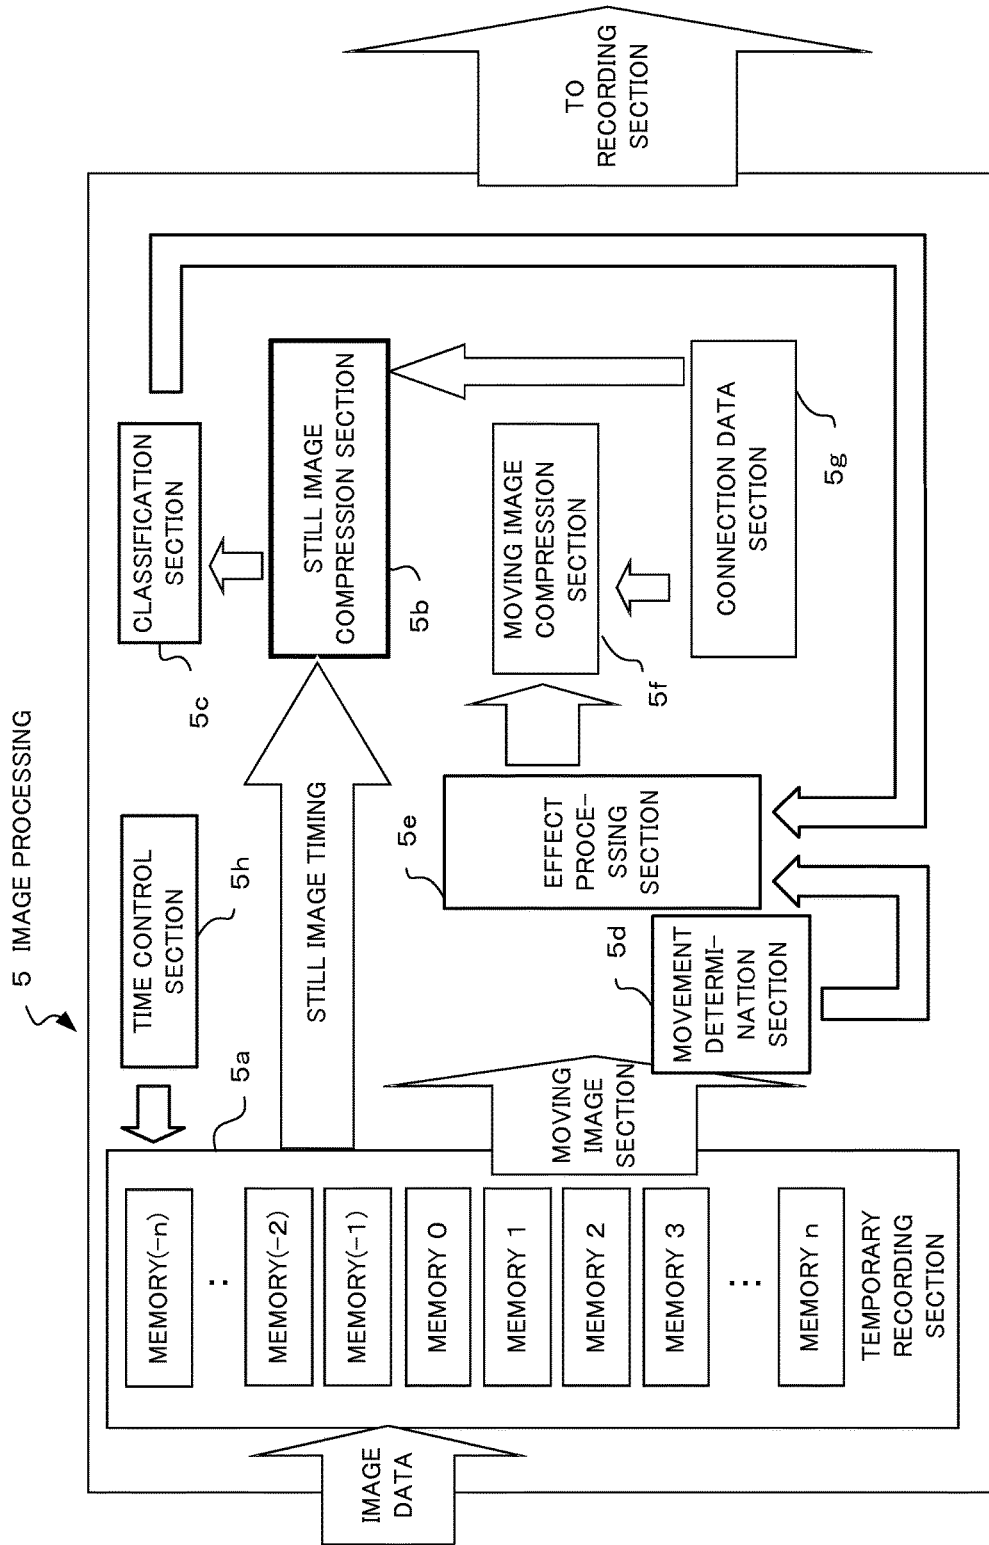 5 IMAGE PROCESSING
IMAGE
DATA
MEMORY(-n)
··
MEMORY(-2)
MEMORY(-1)
MEMORY 0
MEMORY 1
MEMORY 2
MEMORY 3
···
MEMORY n
TEMPORARY
RECORDING
SECTION
5a
TIME CONTROL
SECTION
5h
STILL IMAGE TIMING
MOVING
IMAGE
SECTION
CLASSIFICATION
SECTION
5c
STILL IMAGE
COMPRESSION SECTION
5b
MOVEMENT
DETERMI-
NATION
SECTION
5d
EFFECT
PROCE-
SSING
SECTION
5e
MOVING IMAGE
COMPRESSION
SECTION
5f
CONNECTION DATA
SECTION
5g
TO
RECORDING
SECTION